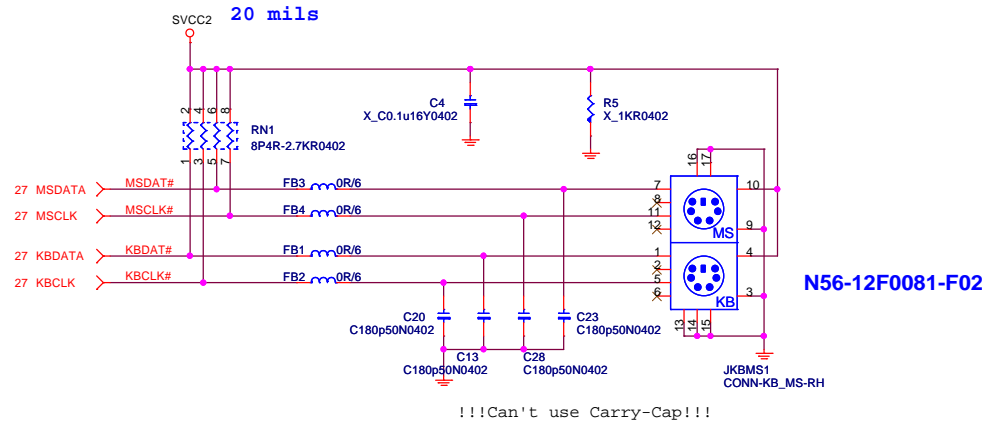 SVCC2
20 mils
2
4
6
8
RN1
8P4R-2.7KR0402
1
3
5
7
C4
X_C0.1u16Y0402
R5
X_1KR0402
16
17
27 MSDATA
MSDAT#
FB3
0R/6
7
10
8
27 MSCLK
MSCLK#
FB4
0R/6
11
12
MS
9
27 KBDATA
KBDAT#
FB1
0R/6
1
4
2
27 KBCLK
KBCLK#
FB2
0R/6
5
6
KB
3
N56-12F0081-F02
13
14
15
C20
C180p50N0402
C23
C180p50N0402
C13
C180p50N0402
C28
C180p50N0402
JKBMS1
CONN-KB_MS-RH
!!!Can't use Carry-Cap!!!